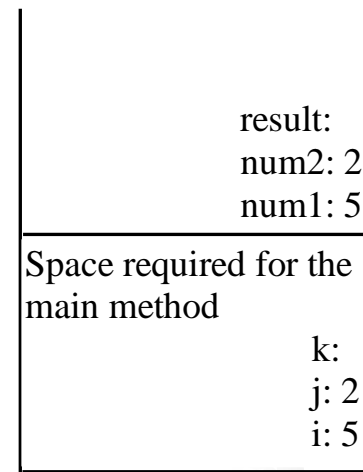 result:
num2: 2
num1: 5
Space required for the
main method
k:
j: 2
i: 5